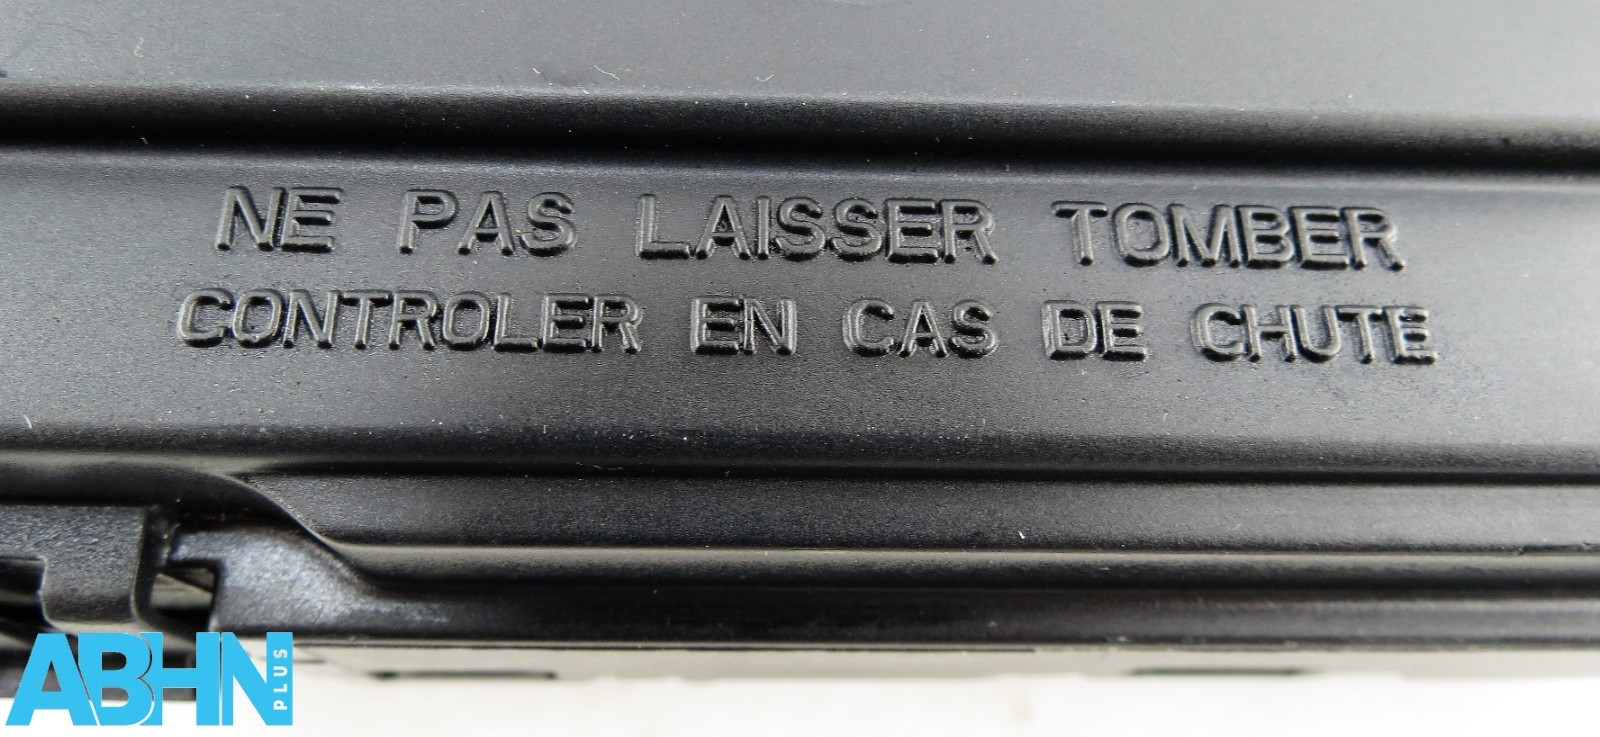 NE PAS LAISSER TOMBER
CONTROLER EN CAS DE CHUTE
ABHN PLUS